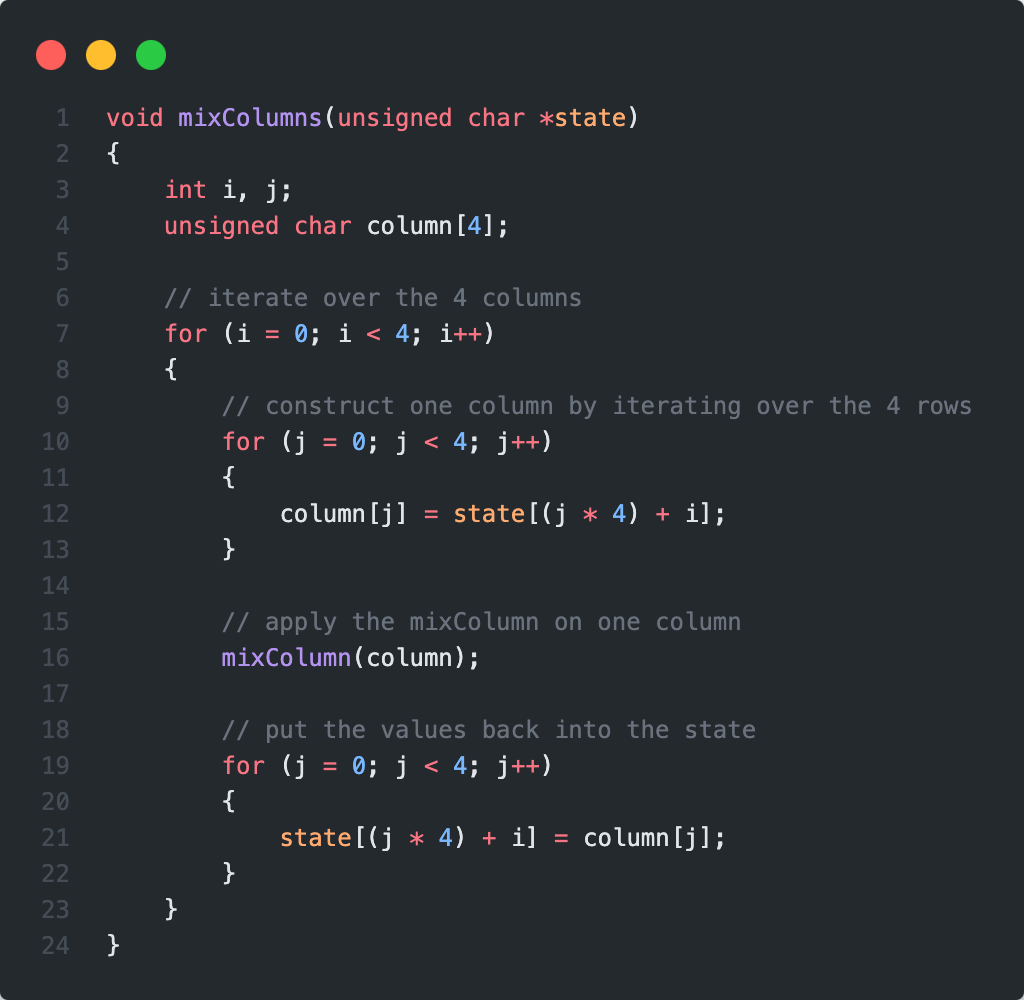 1 void mixColumns(unsigned char *state)
2 {
3     int i, j;
4     unsigned char column[4];
5
6     // iterate over the 4 columns
7     for (i = 0; i < 4; i++)
8     {
9         // construct one column by iterating over the 4 rows
10         for (j = 0; j < 4; j++)
11         {
12             column[j] = state[(j * 4) + i];
13         }
14
15         // apply the mixColumn on one column
16         mixColumn(column);
17
18         // put the values back into the state
19         for (j = 0; j < 4; j++)
20         {
21             state[(j * 4) + i] = column[j];
22         }
23     }
24 }